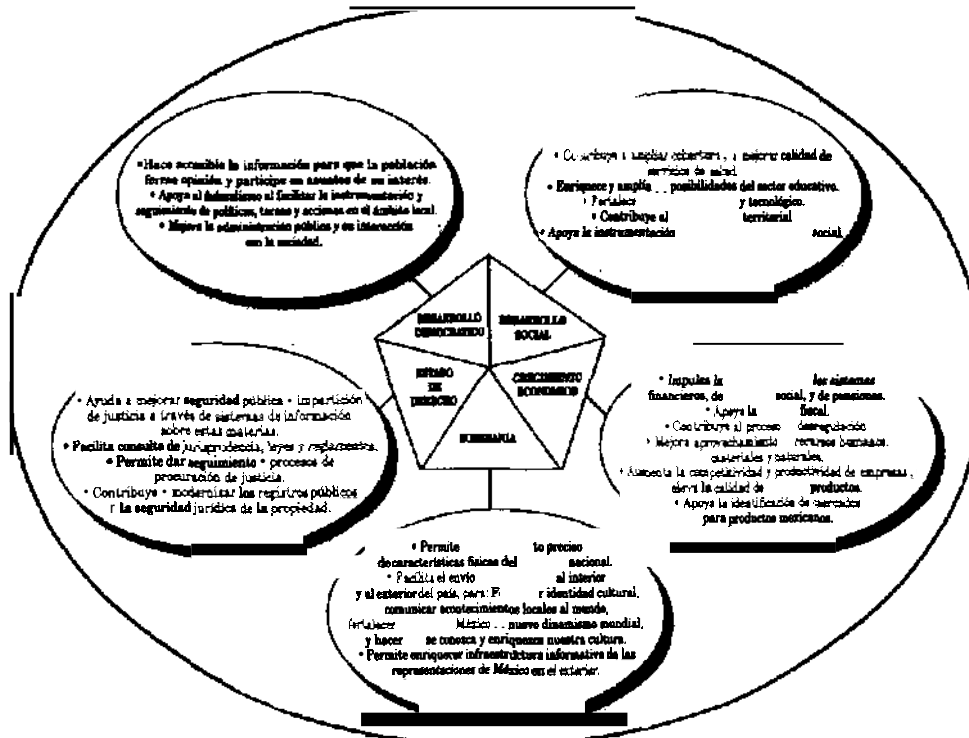 • Hace accesible la información para que la población
forme opinión y participe en asuntos de su interés.
• Apoya al federalismo al facilitar la instrumentación y
seguimiento de políticas, tareas y acciones en el ámbito local.
• Mejora la administración pública y su interacción
con la sociedad.
• Contribuye a ampliar cobertura y a mejorar calidad de
servicios de salud.
• Enriquece y amplía . . posibilidades del sector educativo.
• Fortalec y tecnológico.
• Contribuye al territorial
• Apoya la instrumentación social.
DESARROLLO
DEMOCRATICO
DESARROLLO
SOCIAL
ESTADO
DE
DERECHO
CRECIMIENTO
ECONOMICO
SOBERANIA
• Ayuda a mejorar seguridad pública • impartición
de justicia a través de sistemas de información
sobre estas materias.
• Facilita consulta de jurisprudencia, leyes y reglamentos.
• Permite dar seguimiento • procesos de
procuración de justicia.
• Contribuye • modernizar los registros públicos
r la seguridad jurídica de la propiedad.
• Impulsa la los sistemas
financieros, de social, y de pensiones.
• Apoya la fiscal.
• Contribuye al proceso desregulación
• Mejora aprovechamiento recursos humanos,
materiales y naturales.
• Aumenta la competitividad y productividad de empresas,
eleva la calidad de productos.
• Apoya la identificación de mercados
para productos mexicanos.
• Permite to preciso
de características físicas del nacional.
• Facilita el envío al interior
y al exterior del país, para: r identidad cultural,
comunicar acontecimientos locales al mundo,
fortalecer México . . nuevo dinamismo mundial,
y hacer se conozca y enriquezca nuestra cultura.
• Permite enriquecer infraestructura informativa de las
representaciones de México en el exterior.